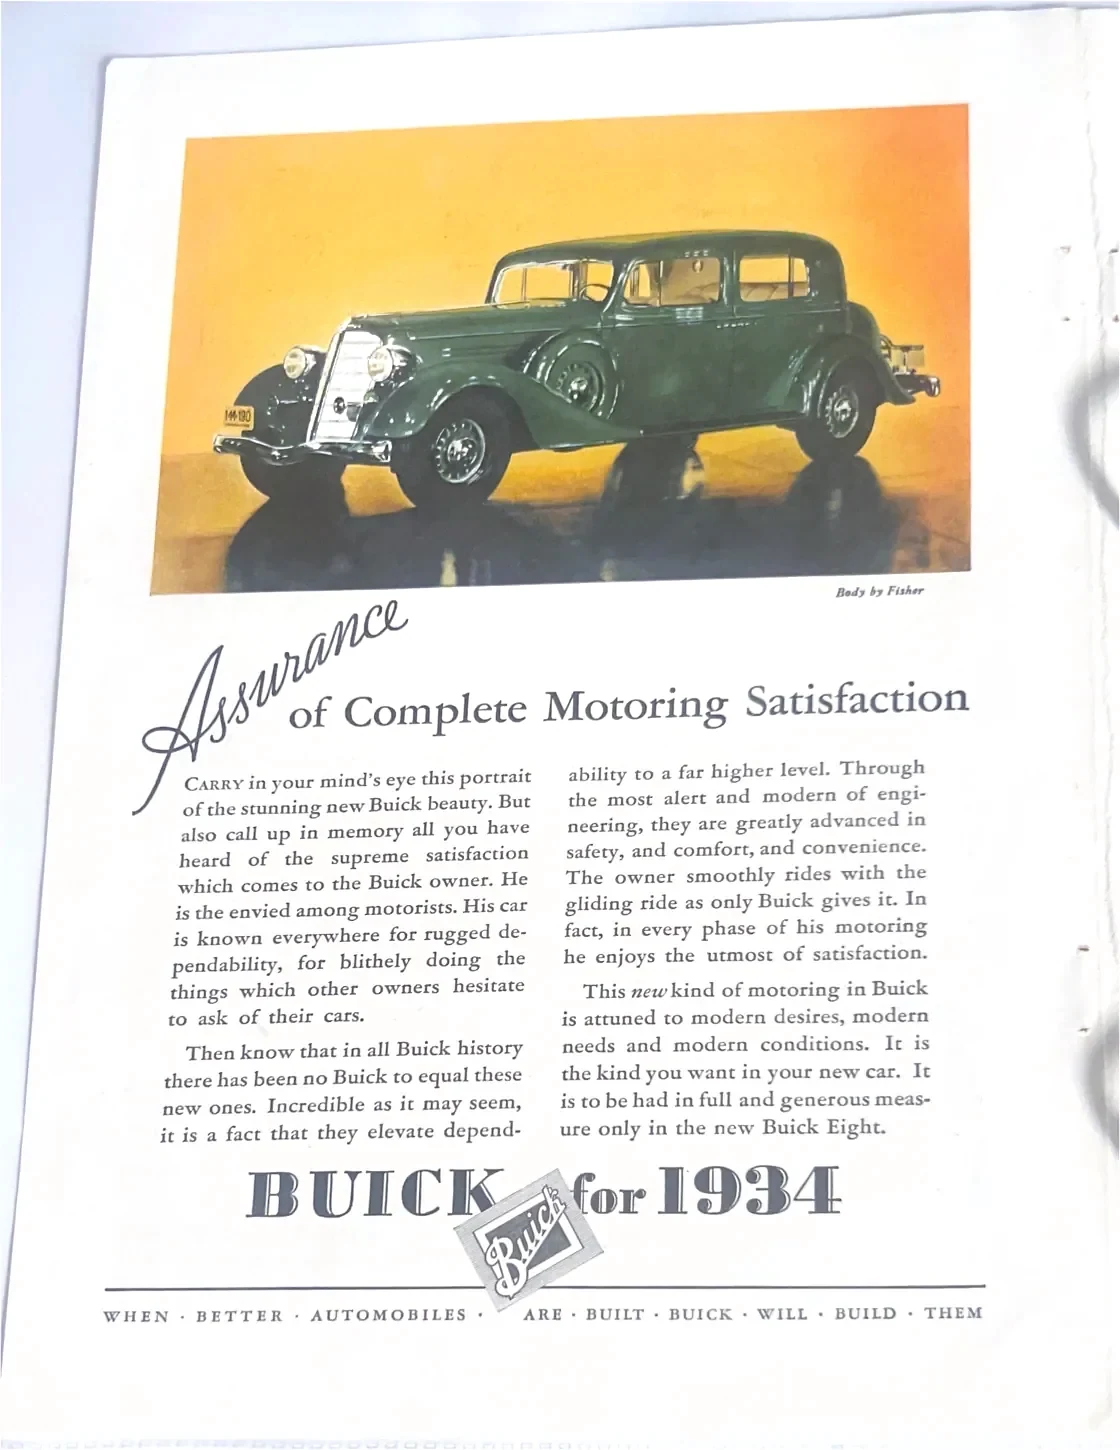 144-190
Body by Fisher
Assurance
of Complete Motoring Satisfaction
CARRY in your mind's eye this portrait
of the stunning new Buick beauty. But
also call up in memory all you have
heard of the supreme satisfaction
which comes to the Buick owner. He
is the envied among motorists. His car
is known everywhere for rugged de-
pendability, for blithely doing the
things which other owners hesitate
to ask of their cars.
Then know that in all Buick history
there has been no Buick to equal these
new ones. Incredible as it may seem,
it is a fact that they elevate depend-
ability to a far higher level. Through
the most alert and modern of engi-
neering, they are greatly advanced in
safety, and comfort, and convenience.
The owner smoothly rides with the
gliding ride as only Buick gives it. In
fact, in every phase of his motoring
he enjoys the utmost of satisfaction.
This new kind of motoring in Buick
is attuned to modern desires, modern
needs and modern conditions. It is
the kind you want in your new car. It
is to be had in full and generous meas-
ure only in the new Buick Eight.
BUICK for 1934
Buick
WHEN · BETTER · AUTOMOBILES · ARE · BUILT · BUICK · WILL · BUILD · THEM